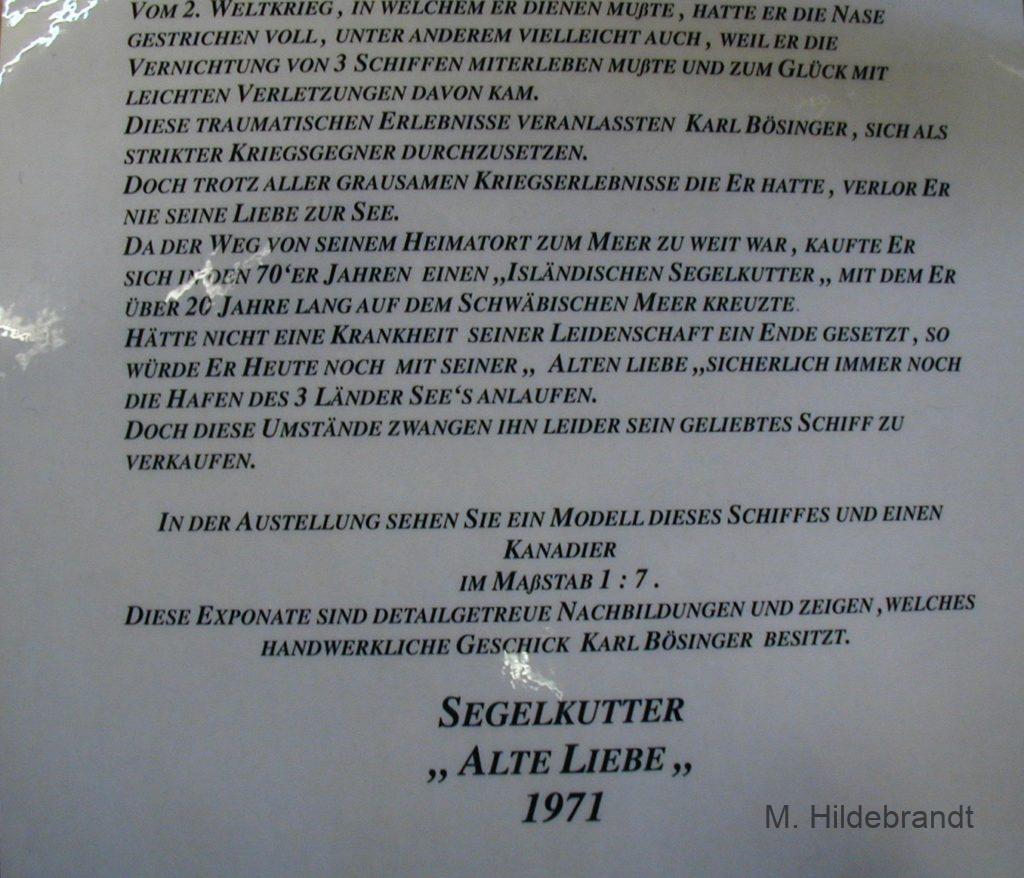 VOM 2. WELTKRIEG, IN WELCHEM ER DIENEN MUßTE, HATTE ER DIE NASE
GESTRICHEN VOLL, UNTER ANDEREM VIELLEICHT AUCH, WEIL ER DIE
VERNICHTUNG VON 3 SCHIFFEN MITERLEBEN MUßTE UND ZUM GLÜCK MIT
LEICHTEN VERLETZUNGEN DAVON KAM.
DIESE TRAUMATISCHEN ERLEBNISSE VERANLASSTEN KARL BÖSINGER, SICH ALS
STRIKTER KRIEGSGEGNER DURCHZUSETZEN.
DOCH TROTZ ALLER GRAUSAMEN KRIEGSERLEBNISSE DIE ER HATTE, VERLOR ER
NIE SEINE LIEBE ZUR SEE.
DA DER WEG VON SEINEM HEIMATORT ZUM MEER ZU WEIT WAR, KAUFTE ER
SICH IN DEN 70'ER JAHREN EINEN „ISLÄNDISCHEN SEGELKUTTER„ MIT DEM ER
ÜBER 20 JAHRE LANG AUF DEM SCHWÄBISCHEN MEER KREUZTE.
HÄTTE NICHT EINE KRANKHEIT SEINER LEIDENSCHAFT EIN ENDE GESETZT, SO
WÜRDE ER HEUTE NOCH MIT SEINER„ ALTEN LIEBE„SICHERLICH IMMER NOCH
DIE HAFEN DES 3 LÄNDER SEE'S ANLAUFEN.
DOCH DIESE UMSTÄNDE ZWANGEN IHN LEIDER SEIN GELIEBTES SCHIFF ZU
VERKAUFEN.
IN DER AUSTELLUNG SEHEN SIE EIN MODELL DIESES SCHIFFES UND EINEN
KANADIER
IM MAßSTAB 1 : 7.
DIESE EXPONATE SIND DETAILGETREUE NACHBILDUNGEN UND ZEIGEN,WELCHES
HANDWERKLICHE GESCHICK KARL BÖSINGER BESITZT.
SEGELKUTTER
„ ALTE LIEBE „
1971
M. Hildebrandt